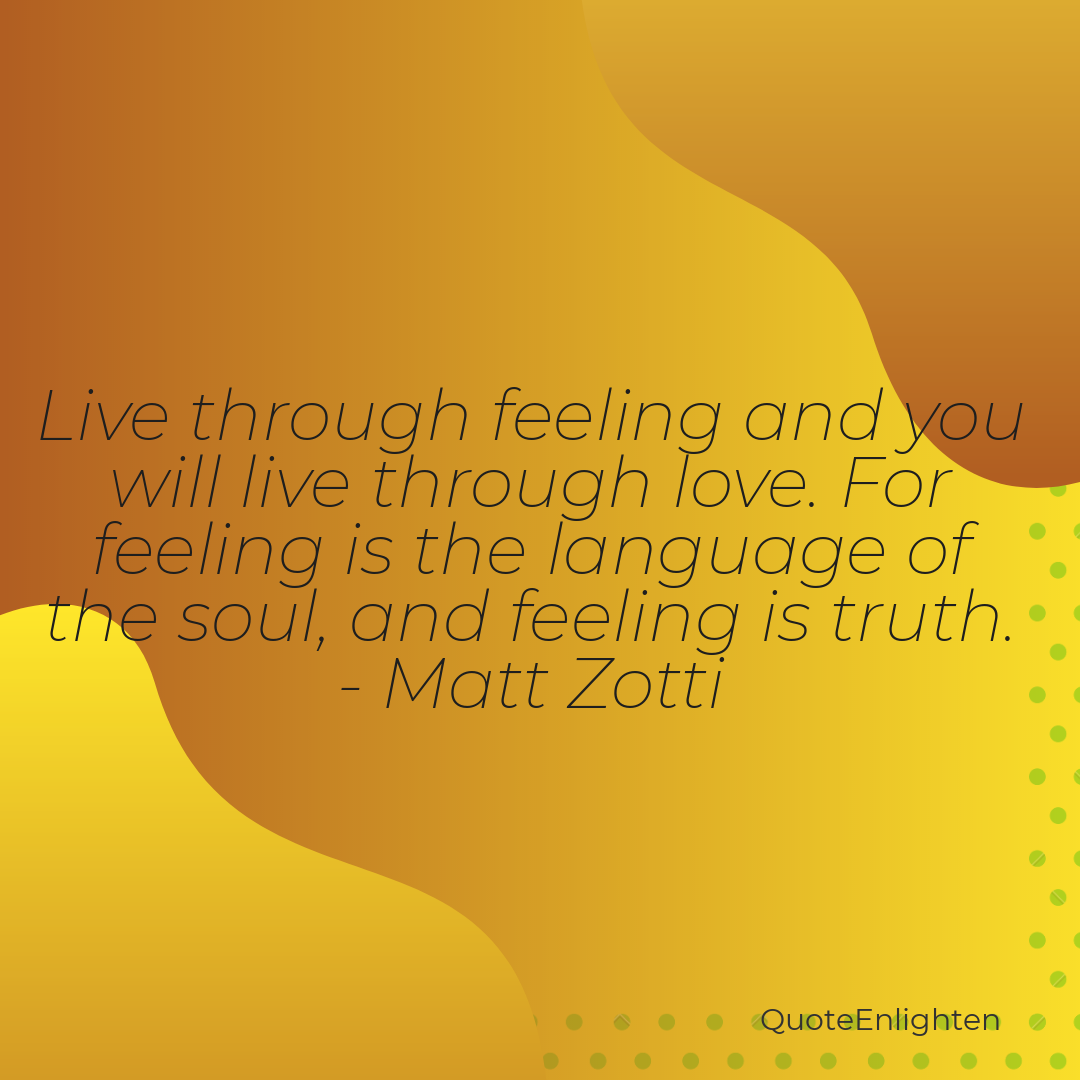 Live through feeling and you
will live through love. For
feeling is the language of
the soul, and feeling is truth.
- Matt Zotti
QuoteEnlighten